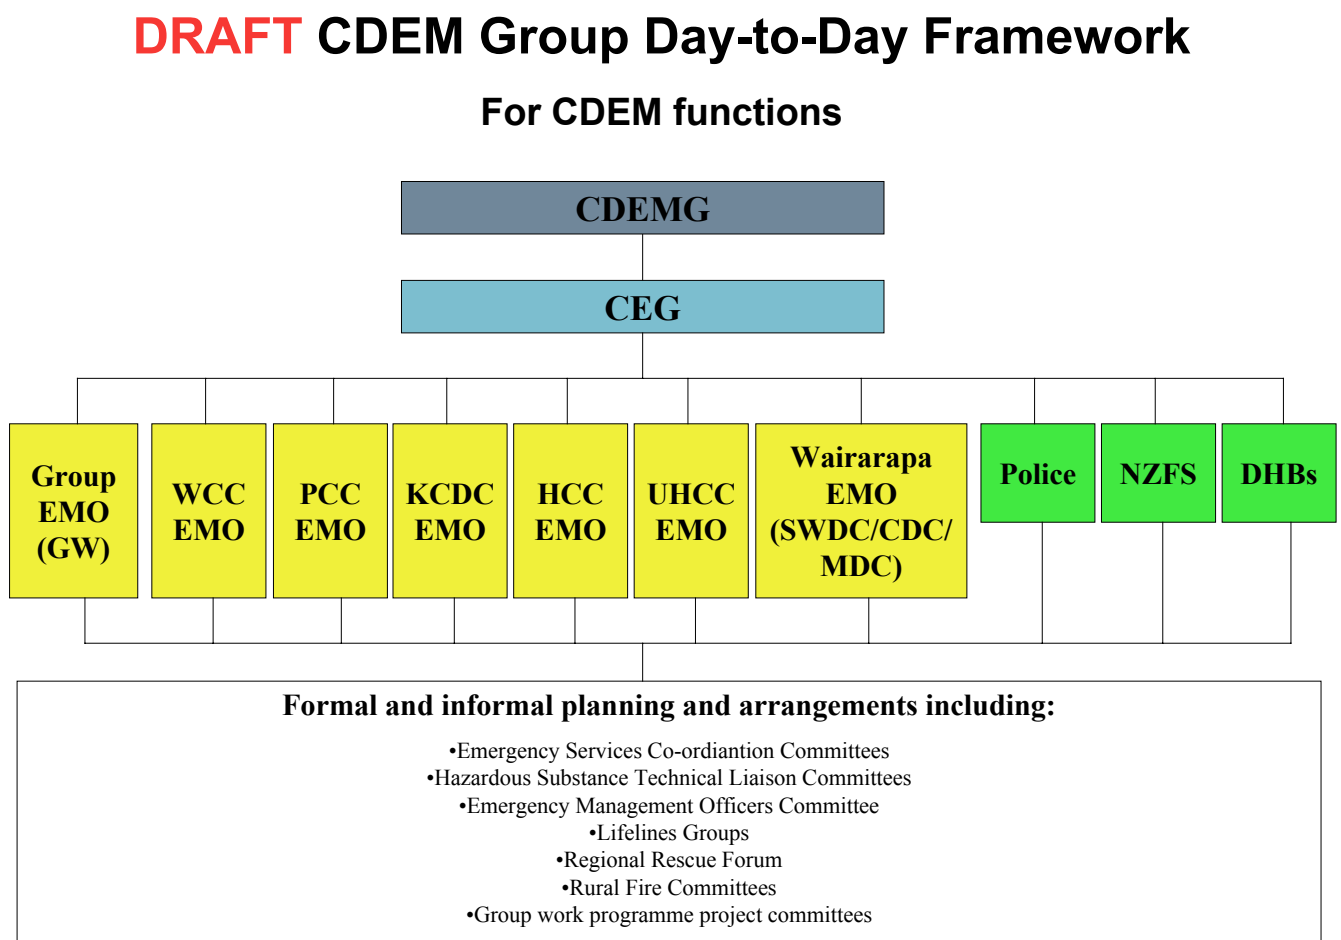 DRAFT CDEM Group Day-to-Day Framework
For CDEM functions
CDEMG
CEG
Group
EMO
(GW)
WCC
EMO
PCC
EMO
KCDC
EMO
HCC
EMO
UHCC
EMO
Wairarapa
EMO
(SWDC/CDC/
MDC)
Police
NZFS
DHBs
Formal and informal planning and arrangements including:
•Emergency Services Co-ordiantion Committees
•Hazardous Substance Technical Liaison Committees
•Emergency Management Officers Committee
•Lifelines Groups
•Regional Rescue Forum
•Rural Fire Committees
•Group work programme project committees